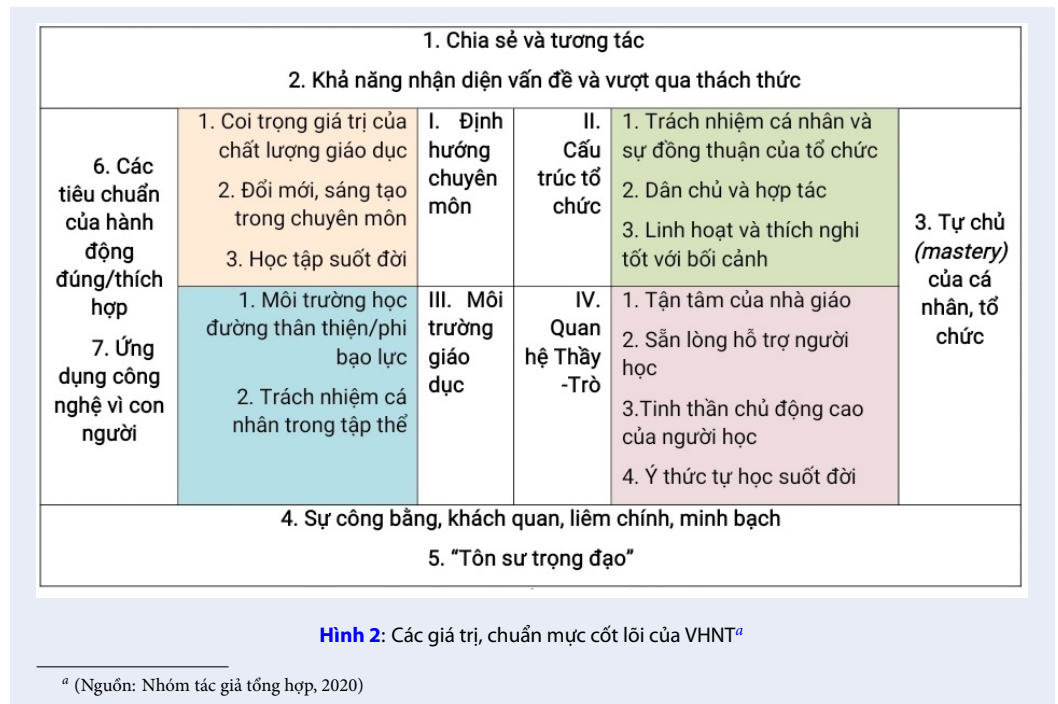 1. Chia sẻ và tương tác
2. Khả năng nhận diện vấn đề và vượt qua thách thức
6. Các
tiêu chuẩn
của hành
động
đúng/thích
hợp
7. Ứng
dụng công
nghệ vì con
người
1. Coi trọng giá trị của
chất lượng giáo dục
2. Đổi mới, sáng tạo
trong chuyên môn
3. Học tập suốt đời
I. Định
hướng
chuyên
môn
II.
Cấu
trúc tổ
chức
1. Trách nhiệm cá nhân và
sự đồng thuận của tổ chức
2. Dân chủ và hợp tác
3. Linh hoạt và thích nghi
tốt với bối cảnh
3. Tự chủ
(mastery)
của cá
nhân, tổ
chức
1. Môi trường học
đường thân thiện/phi
bạo lực
2. Trách nhiệm cá
nhân trong tập thể
III. Môi
trường
giáo
dục
IV.
Quan
hệ Thầy
-Trò
1. Tận tâm của nhà giáo
2. Sẵn lòng hỗ trợ người
học
3.Tinh thần chủ động cao
của người học
4. Ý thức tự học suốt đời
4. Sự công bằng, khách quan, liêm chính, minh bạch
5. “Tôn sư trọng đạo”
Hình 2: Các giá trị, chuẩn mực cốt lõi của VHNTa
a (Nguồn: Nhóm tác giả tổng hợp, 2020)